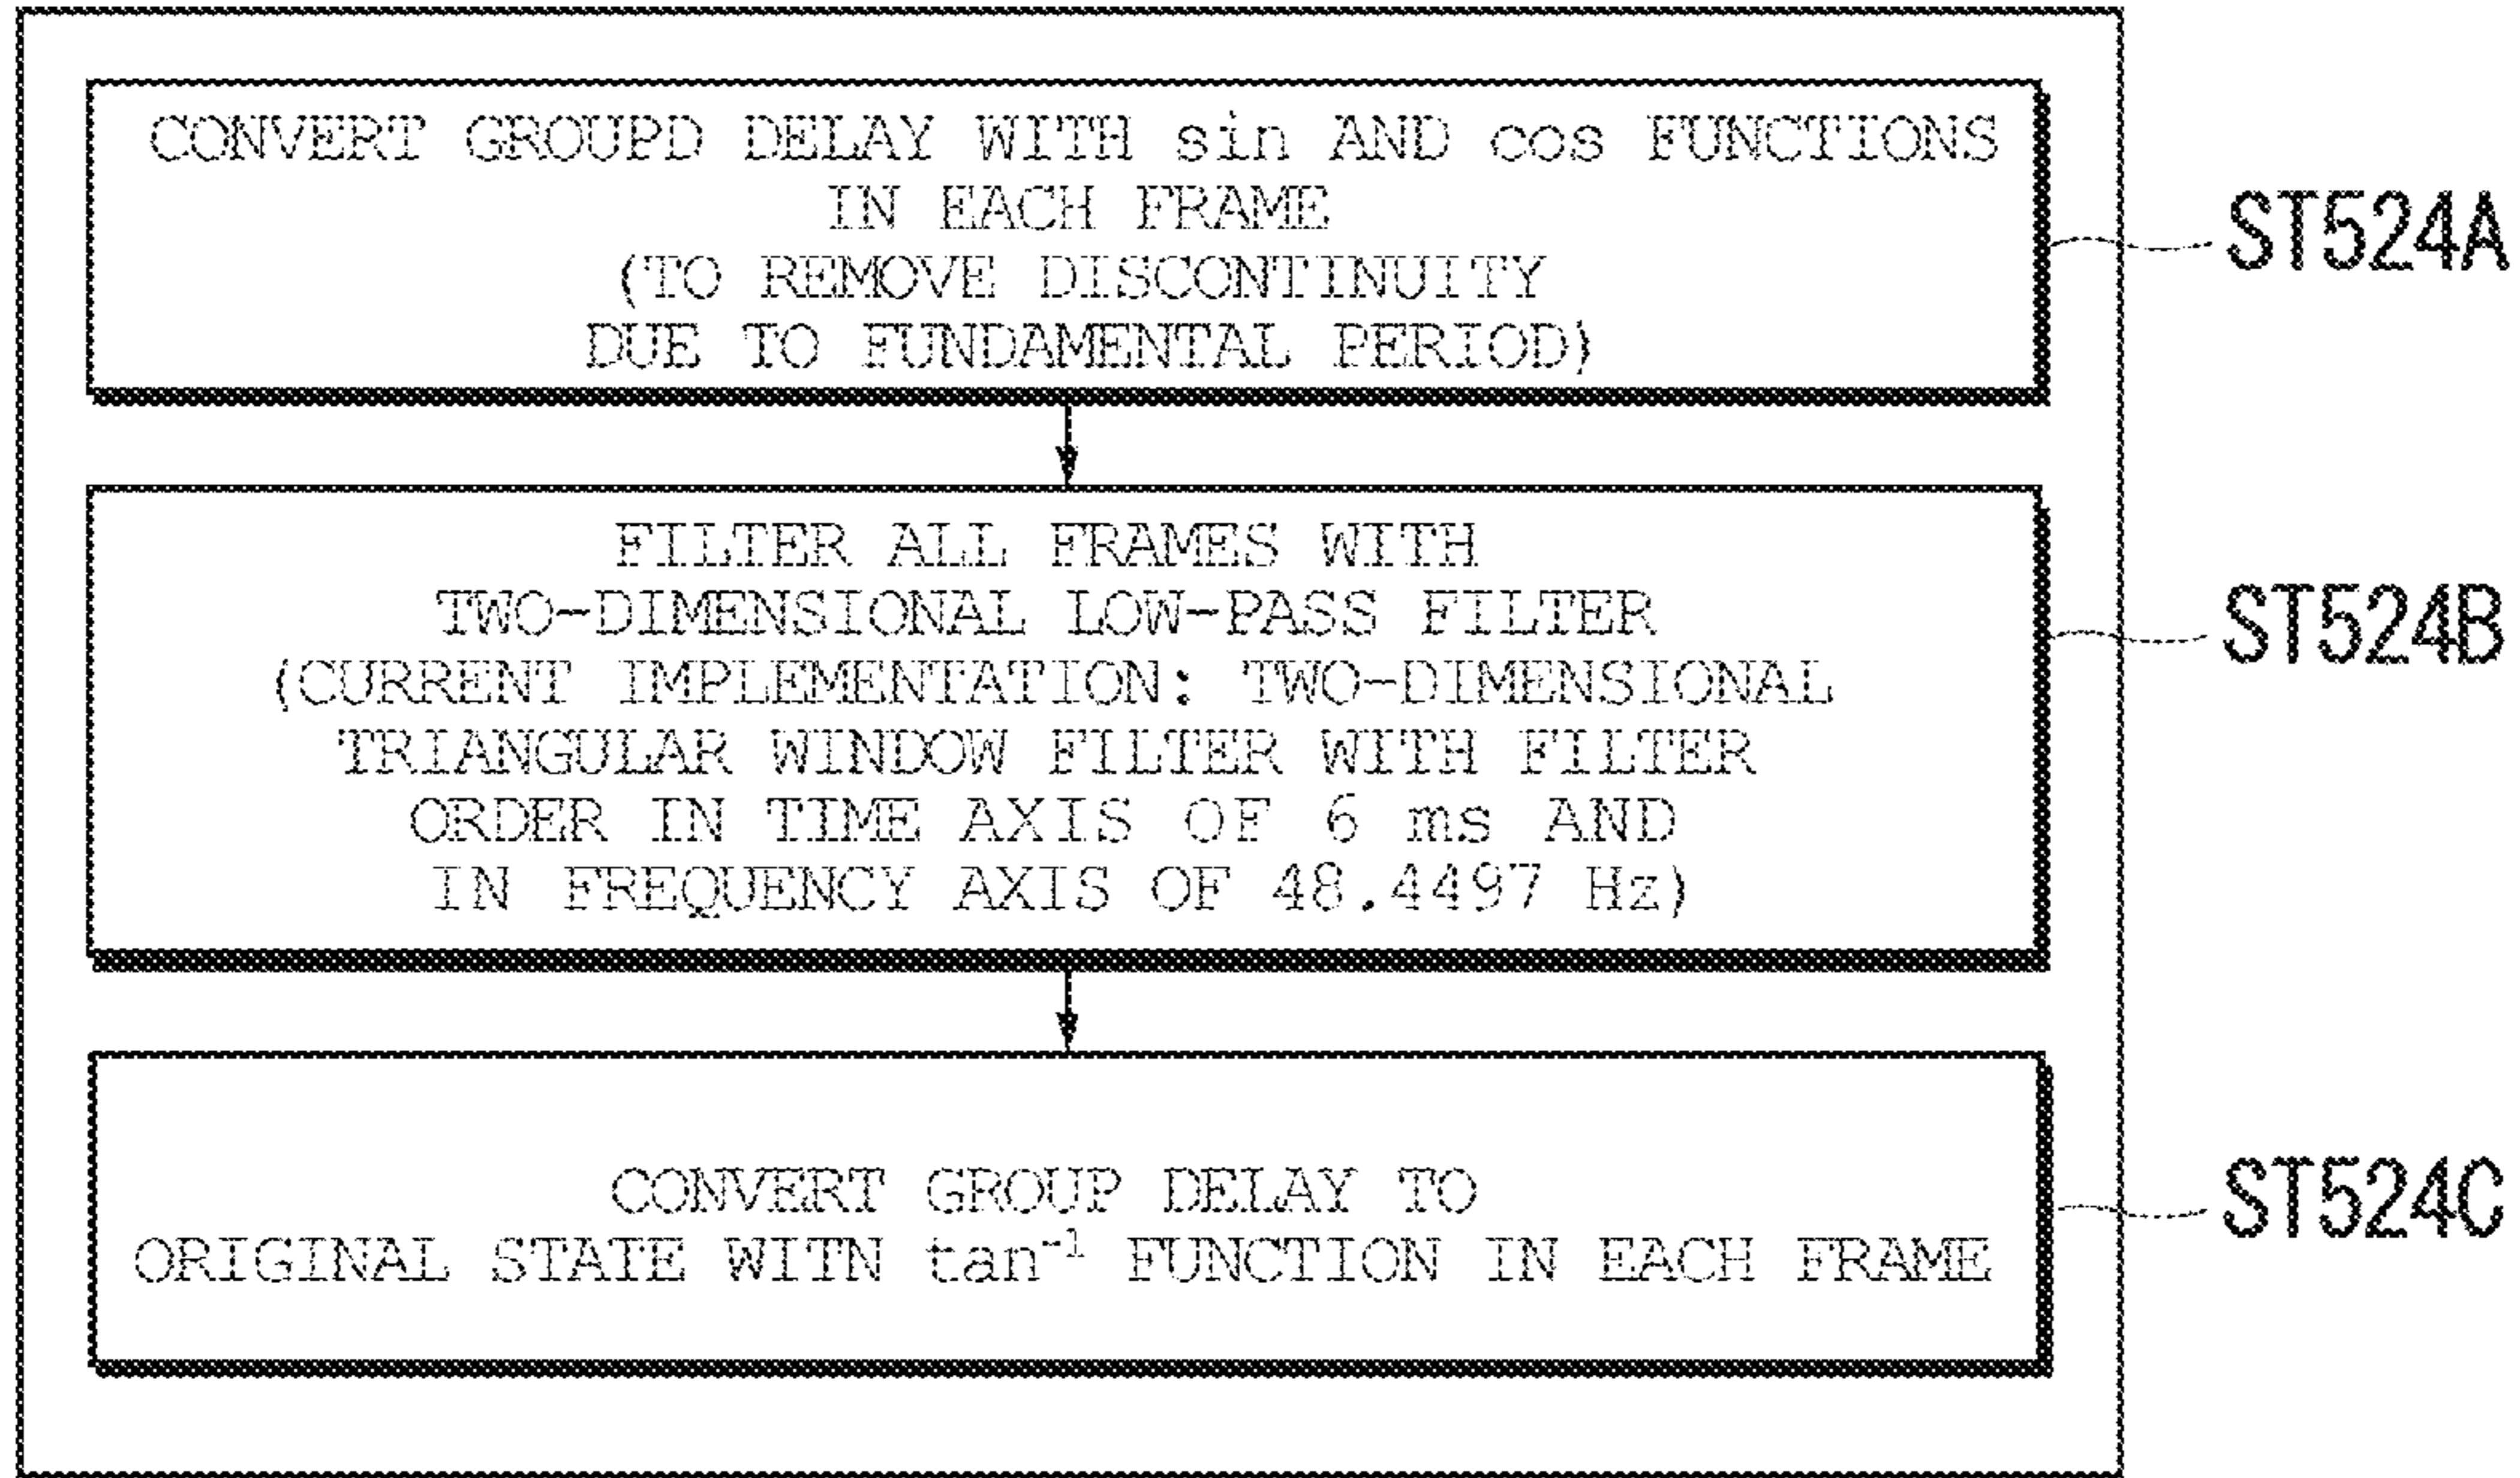 CONVERT GROUPD DELAY WITH sin AND cos FUNCTIONS
IN EACH FRAME
(TO REMOVE DISCONTINUITY
DUE TO FUNDAMENTAL PERIOD)
ST524A
FILTER ALL FRAMES WITH
TWO-DIMENSIONAL LOW-PASS FILTER
(CURRENT IMPLEMENTATION: TWO-DIMENSIONAL
TRIANGULAR WINDOW FILTER WITH FILTER
ORDER IN TIME AXIS OF 6 ms AND
IN FREQUENCY AXIS OF 48.4497 Hz)
ST524B
CONVERT GROUP DELAY TO
ORIGINAL STATE WITN tan⁻¹ FUNCTION IN EACH FRAME
ST524C